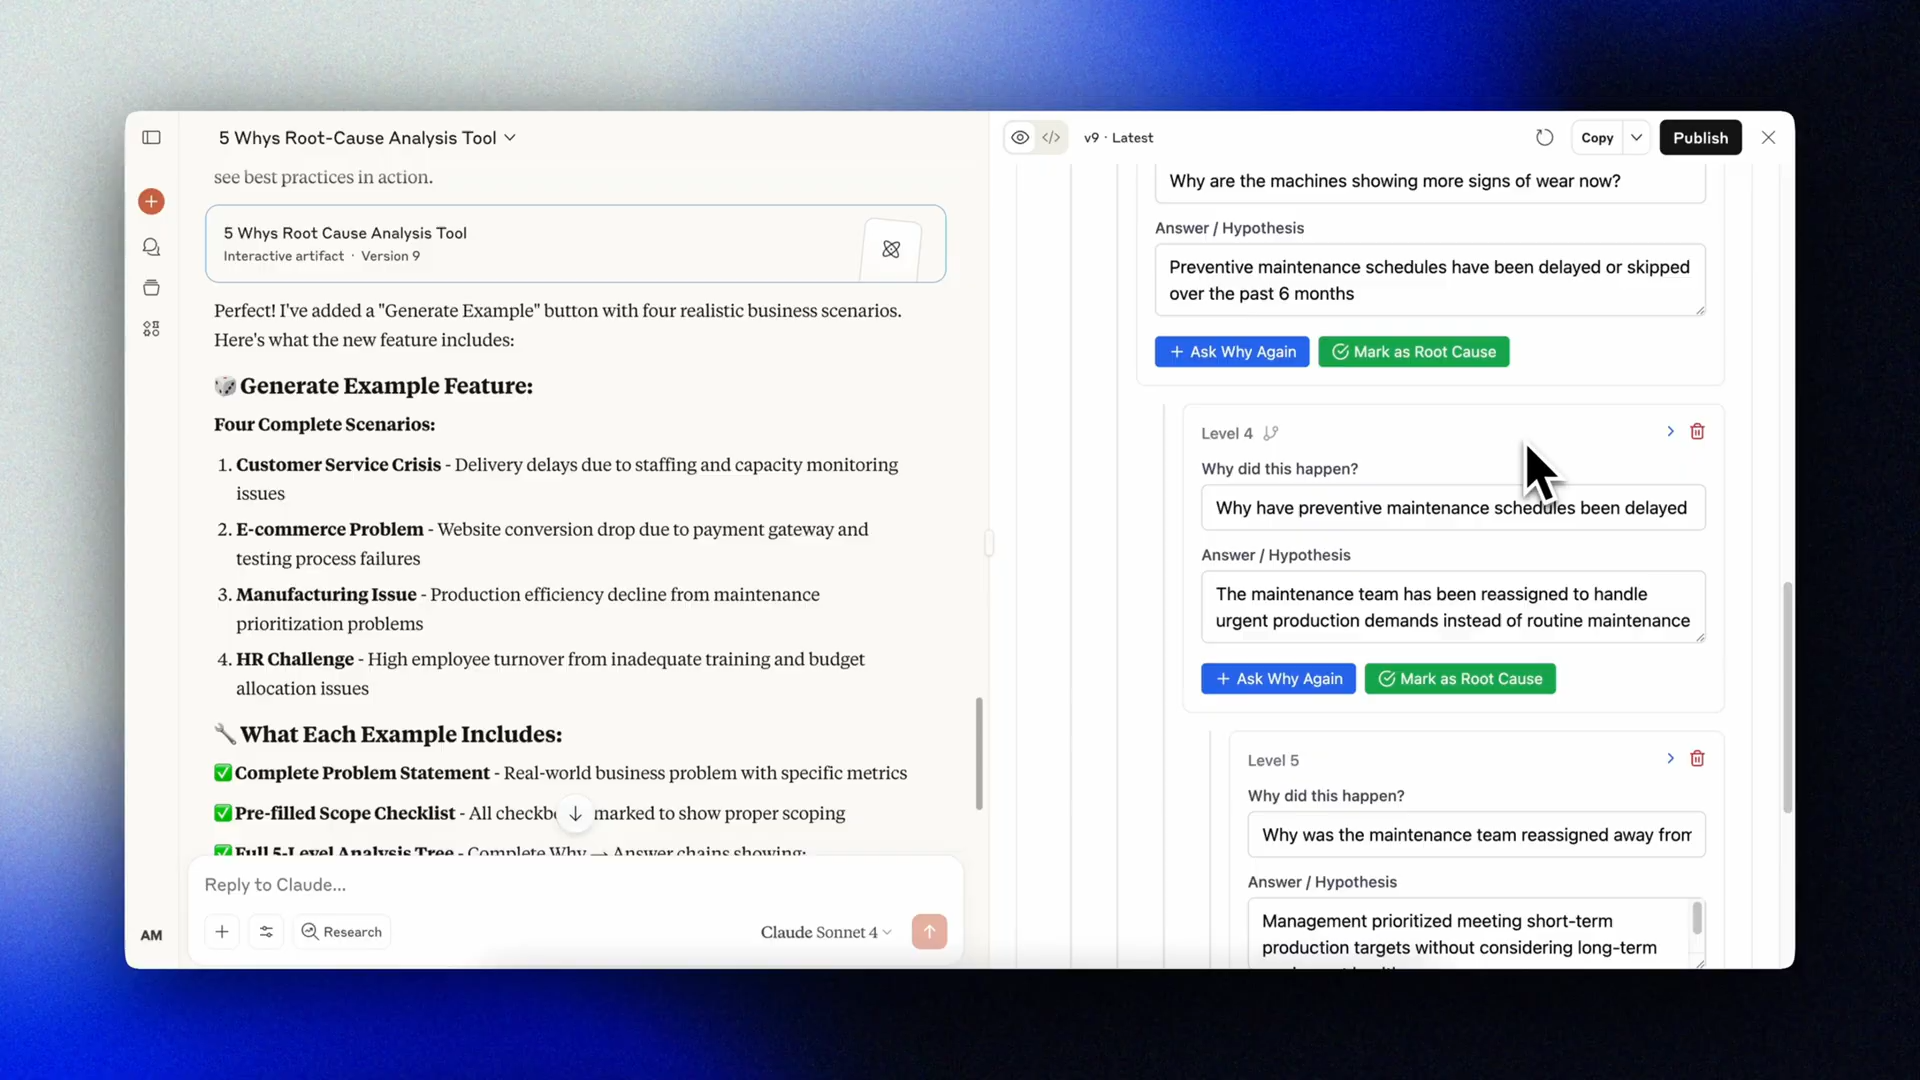 5 Whys Root-Cause Analysis Tool
see best practices in action.
5 Whys Root Cause Analysis Tool
Interactive artifact · Version 9
Perfect! I've added a "Generate Example" button with four realistic business scenarios.
Here's what the new feature includes:
🎲 Generate Example Feature:
Four Complete Scenarios:
1. Customer Service Crisis - Delivery delays due to staffing and capacity monitoring
issues
2. E-commerce Problem - Website conversion drop due to payment gateway and
testing process failures
3. Manufacturing Issue - Production efficiency decline from maintenance
prioritization problems
4. HR Challenge - High employee turnover from inadequate training and budget
allocation issues
🔧 What Each Example Includes:
✅ Complete Problem Statement - Real-world business problem with specific metrics
✅ Pre-filled Scope Checklist - All marked to show proper scoping
✅ Full 5-Level Analysis Tree - Complete Why → Answer chains showing:
Reply to Claude...
Research
Claude Sonnet 4
AM
v9 · Latest
Copy
Publish
Why are the machines showing more signs of wear now?
Answer / Hypothesis
Preventive maintenance schedules have been delayed or skipped
over the past 6 months
+ Ask Why Again
Mark as Root Cause
Level 4
Why did this happen?
Why have preventive maintenance schedules been delayed
Answer / Hypothesis
The maintenance team has been reassigned to handle
urgent production demands instead of routine maintenance
+ Ask Why Again
Mark as Root Cause
Level 5
Why did this happen?
Why was the maintenance team reassigned away from
Answer / Hypothesis
Management prioritized meeting short-term
production targets without considering long-term